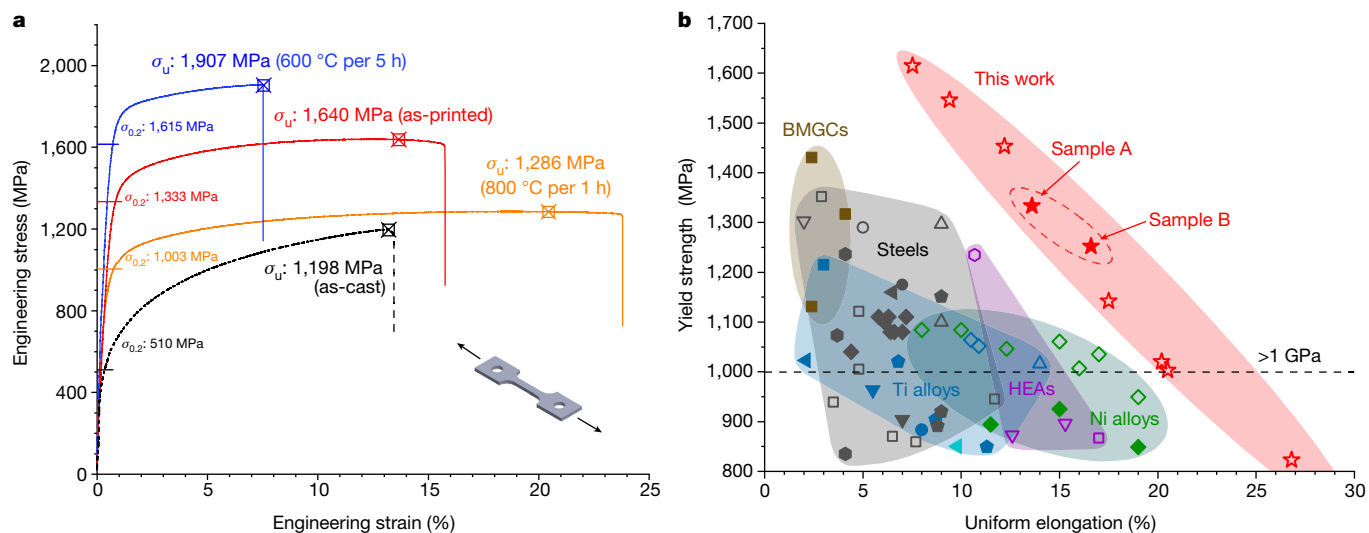 a
Engineering stress (MPa)
2,000
1,600
1,200
800
400
0
σu: 1,907 MPa (600 °C per 5 h)
σ0.2: 1,615 MPa
σu: 1,640 MPa (as-printed)
σ0.2: 1,333 MPa
σu: 1,286 MPa
(800 °C per 1 h)
σ0.2: 1,003 MPa
σu: 1,198 MPa
(as-cast)
σ0.2: 510 MPa
0 5 10 15 20 25
Engineering strain (%)
b
Yield strength (MPa)
1,700
1,600
1,500
1,400
1,300
1,200
1,100
1,000
900
800
This work
BMGCs
Sample A
Sample B
Steels
>1 GPa
Ti alloys
HEAs
Ni alloys
0 5 10 15 20 25 30
Uniform elongation (%)